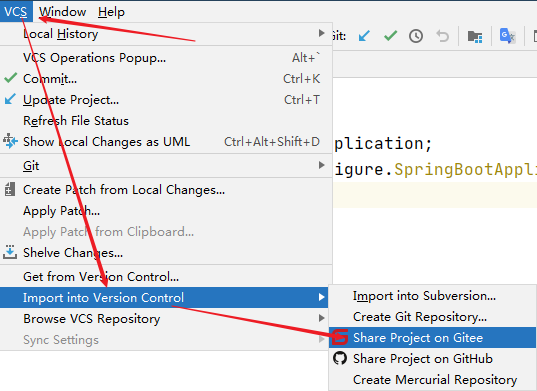 VCS Window Help
Local History
VCS Operations Popup... Alt+`
Commit... Ctrl+K
Update Project... Ctrl+T
Refresh File Status
Show Local Changes as UML Ctrl+Alt+Shift+D
Git
Create Patch from Local Changes...
Apply Patch...
Apply Patch from Clipboard...
Shelve Changes...
Get from Version Control...
Import into Version Control
Browse VCS Repository
Sync Settings
Git:
plication;
igure.SpringBootAppli
Import into Subversion...
Create Git Repository...
Share Project on Gitee
Share Project on GitHub
Create Mercurial Repository